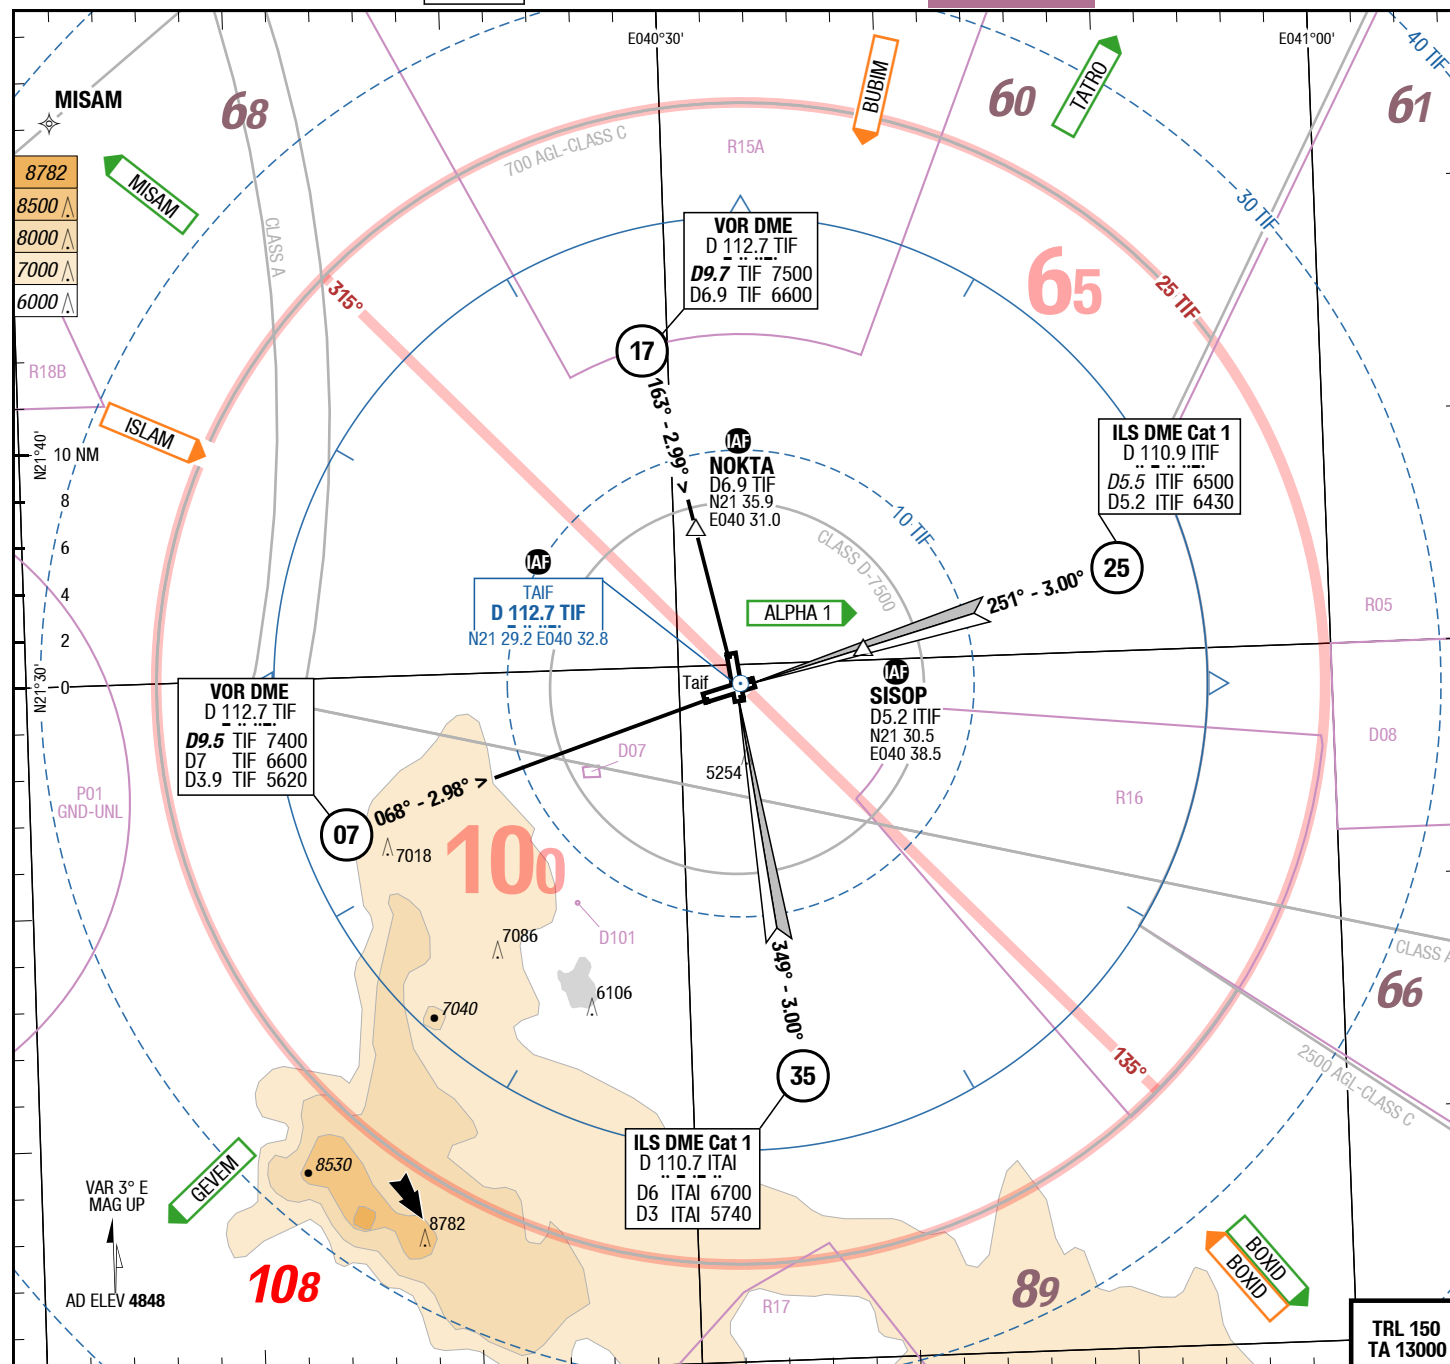 E040°30'
E041°00'
40 TIF
MISAM
68
BUBIM
60
TATRO
61
700 AGL-CLASS C
R15A
8782
8500
8000
7000
6000
MISAM
CLASS A
30 TIF
VOR DME
D 112.7 TIF
D9.7 TIF 7500
D6.9 TIF 6600
65
25 TIF
315°
17
R18B
163° - 2.99° >
ISLAM
N21°40'
10 NM
8
6
4
2
0
N21°30'
IAF
NOKTA
D6.9 TIF
N21 35.9
E040 31.0
ILS DME Cat 1
D 110.9 ITIF
D5.5 ITIF 6500
D5.2 ITIF 6430
10 TIF
CLASS D-7500
25
251° - 3.00°
IAF
TAIF
D 112.7 TIF
N21 29.2 E040 32.8
ALPHA 1
R05
Taif
IAF
SISOP
D5.2 ITIF
N21 30.5
E040 38.5
VOR DME
D 112.7 TIF
D9.5 TIF 7400
D7 TIF 6600
D3.9 TIF 5620
D07
5254
D08
P01
GND-UNL
R16
068° - 2.98° >
07
7018
100
7086
D101
CLASS A
6106
7040
349° - 3.00°
66
35
135°
2500 AGL-CLASS C
ILS DME Cat 1
D 110.7 ITAI
D6 ITAI 6700
D3 ITAI 5740
8530
GEVEM
8782
VAR 3° E
MAG UP
AD ELEV 4848
108
R17
89
BOXID
BOXID
TRL 150
TA 13000